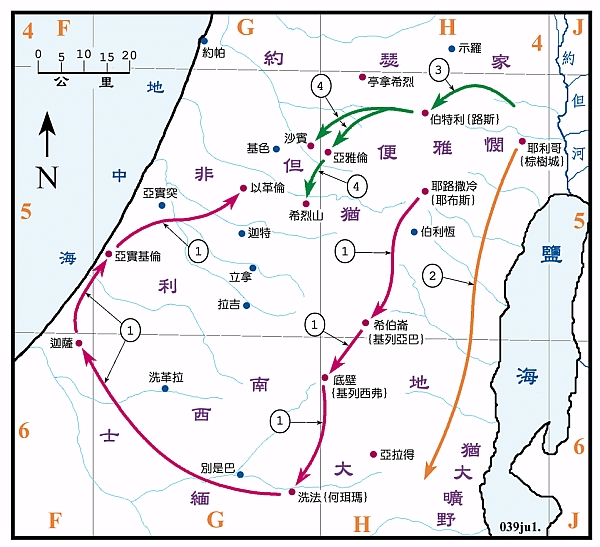 F G H J
4
0 5 10 15 20
公里
約帕
示羅
4
約但河
約瑟家
亭拿希烈
3
4
伯特利{路斯}
沙賓
亞雅倫
基色
便雅憫
但
耶利哥
{棕樹城}
N
地中海
非利士
以革倫
4
希烈山
耶路撒冷
{耶布斯}
亞實突
5
猶大地
迦特
伯利恆
5
亞實基倫
1
1
2
鹽海
立拿
拉吉
1
1
希伯崙
{基列亞巴}
迦薩
洗革拉
南
底壁
{基列西弗}
西緬
1
6
亞拉得
猶大曠野
6
別是巴
洗法{何珥瑪}
039ju1.
F G H J